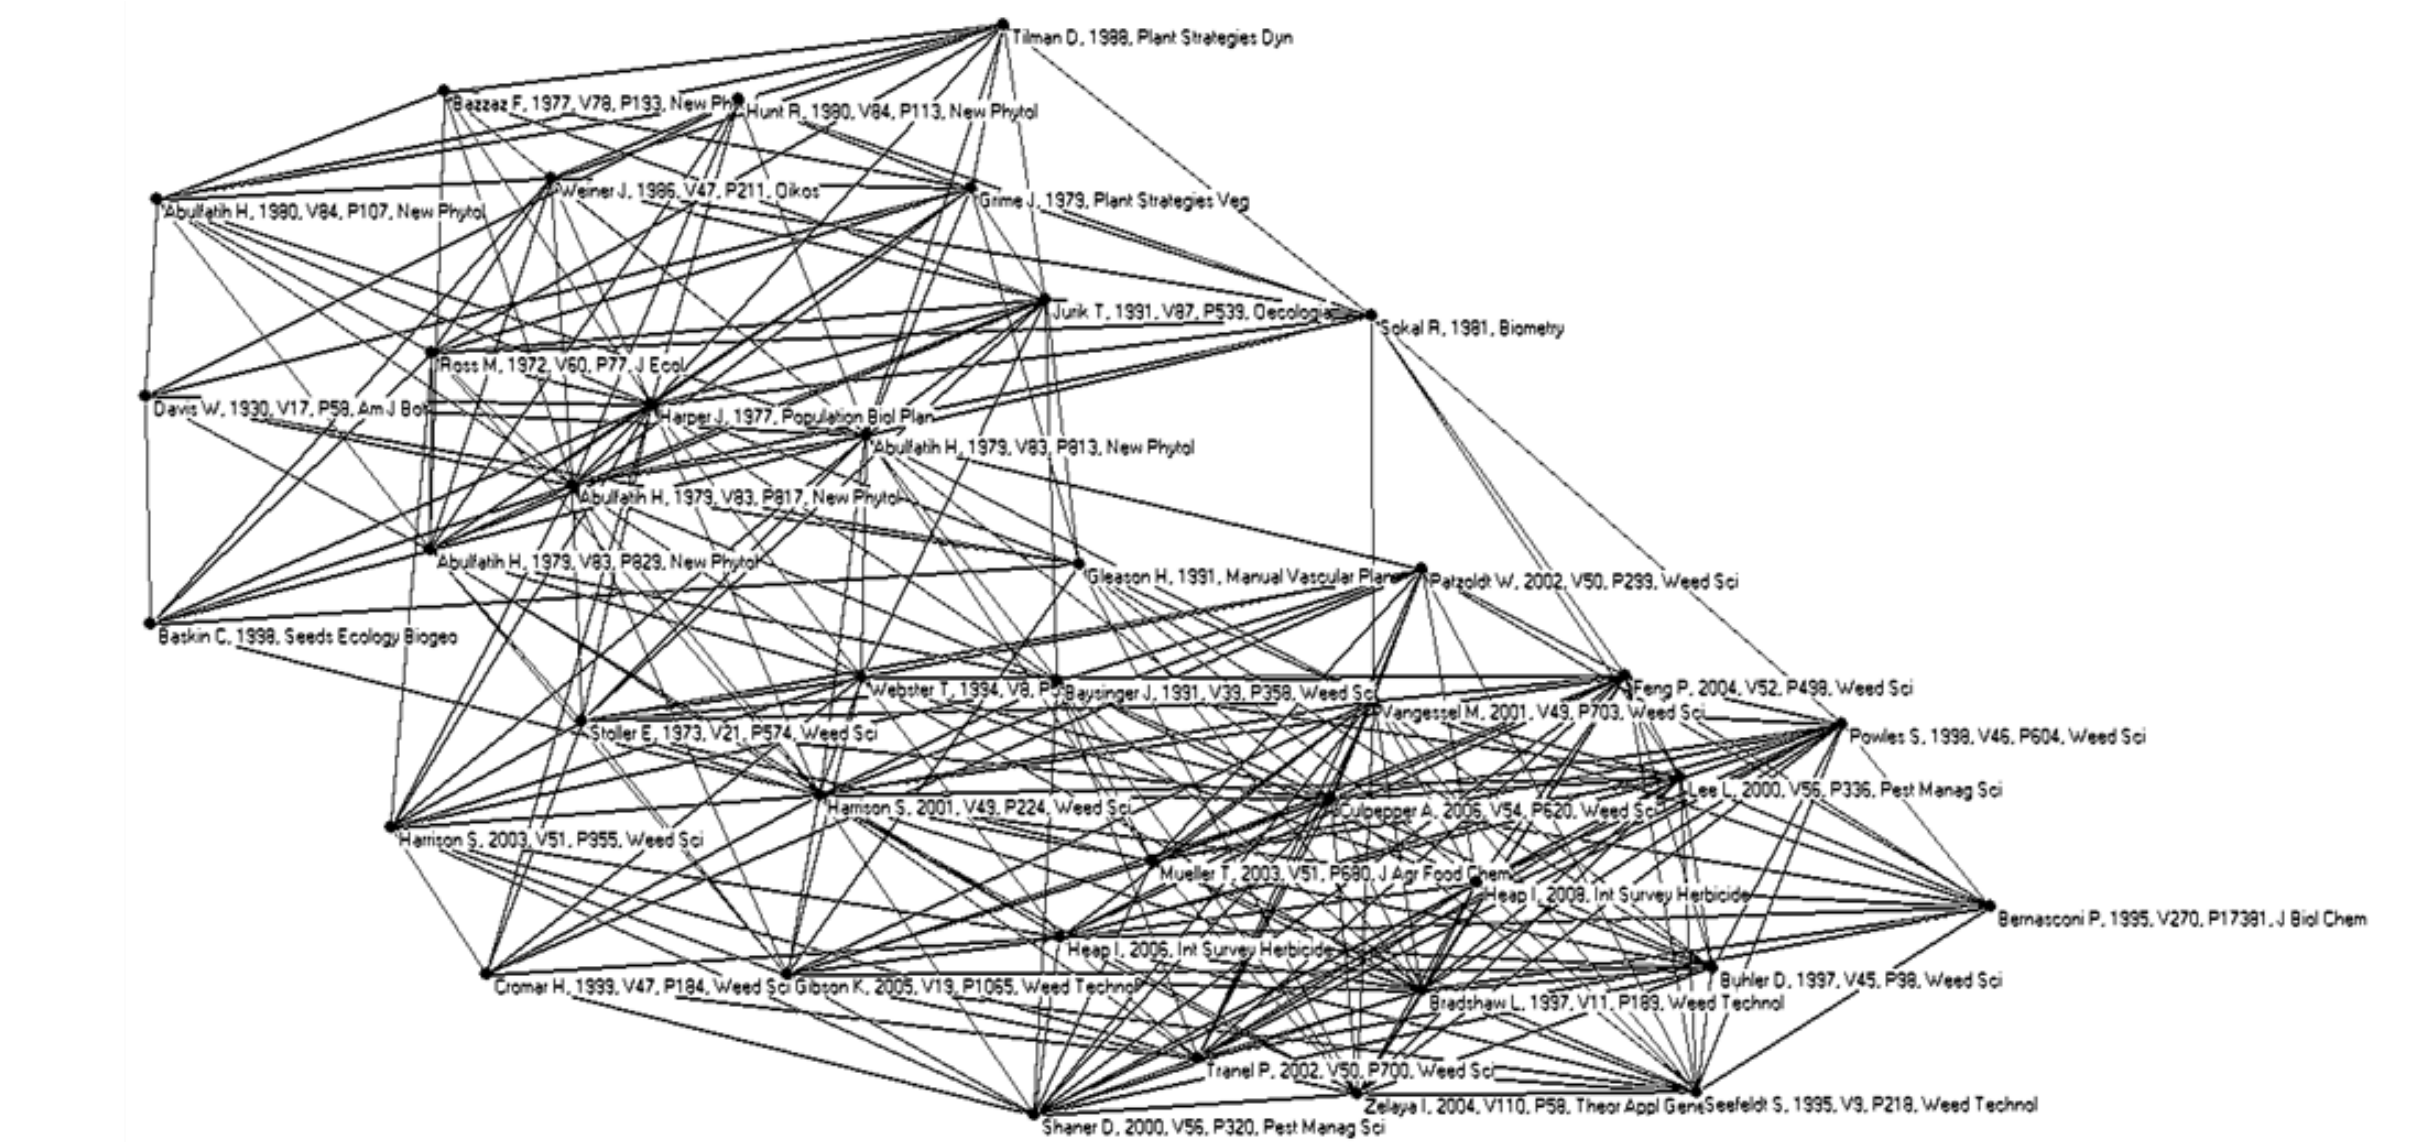 Tilman D, 1988, Plant Strategies Dyn
Bazzaz F, 1977, V78, P193, New Ph
Hunt R, 1980, V84, P113, New Phytol
Weiner J, 1986, V47, P211, Oikos
Grime J, 1979, Plant Strategies Veg
Abulfatih H, 1980, V84, P107, New Phytol
Jurik T, 1991, V87, P539, Oecologia
Sokal R, 1981, Biometry
Ross M, 1972, V60, P77, J Ecol
Davis W, 1930, V17, P58, Am J Bot
Harper J, 1977, Population Biol Plan
Abulfatih H, 1979, V83, P813, New Phytol
Abulfatih H, 1979, V83, P817, New Phytol
Abulfatih H, 1979, V83, P829, New Phytol
Gleason H, 1991, Manual Vascular Plan
Patzoldt W, 2002, V50, P299, Weed Sci
Baskin C, 1998, Seeds Ecology Biogeo
Webster T, 1994, V8, P
Baysinger J, 1991, V39, P358, Weed Sci
Feng P, 2004, V52, P498, Weed Sci
Vangessel M, 2001, V49, P703, Weed Sci
Stoller E, 1973, V21, P574, Weed Sci
Powles S, 1998, V46, P604, Weed Sci
Lee L, 2000, V56, P336, Pest Manag Sci
Harrison S, 2001, V49, P224, Weed Sci
Culpepper A, 2006, V54, P620, Weed Sci
Harrison S, 2003, V51, P955, Weed Sci
Mueller T, 2003, V51, P680, J Agr Food Chem
Heap I, 2008, Int Survey Herbicide
Bernasconi P, 1995, V270, P17381, J Biol Chem
Heap I, 2006, Int Survey Herbicide
Cromar H, 1999, V47, P184, Weed Sci
Gibson K, 2005, V19, P1065, Weed Technol
Buhler D, 1997, V45, P98, Weed Sci
Bradshaw L, 1997, V11, P189, Weed Technol
Tranel P, 2002, V50, P700, Weed Sci
Zelaya I, 2004, V110, P58, Theor Appl Gene
Seefeldt S, 1995, V9, P218, Weed Technol
Shaner D, 2000, V56, P320, Pest Manag Sci